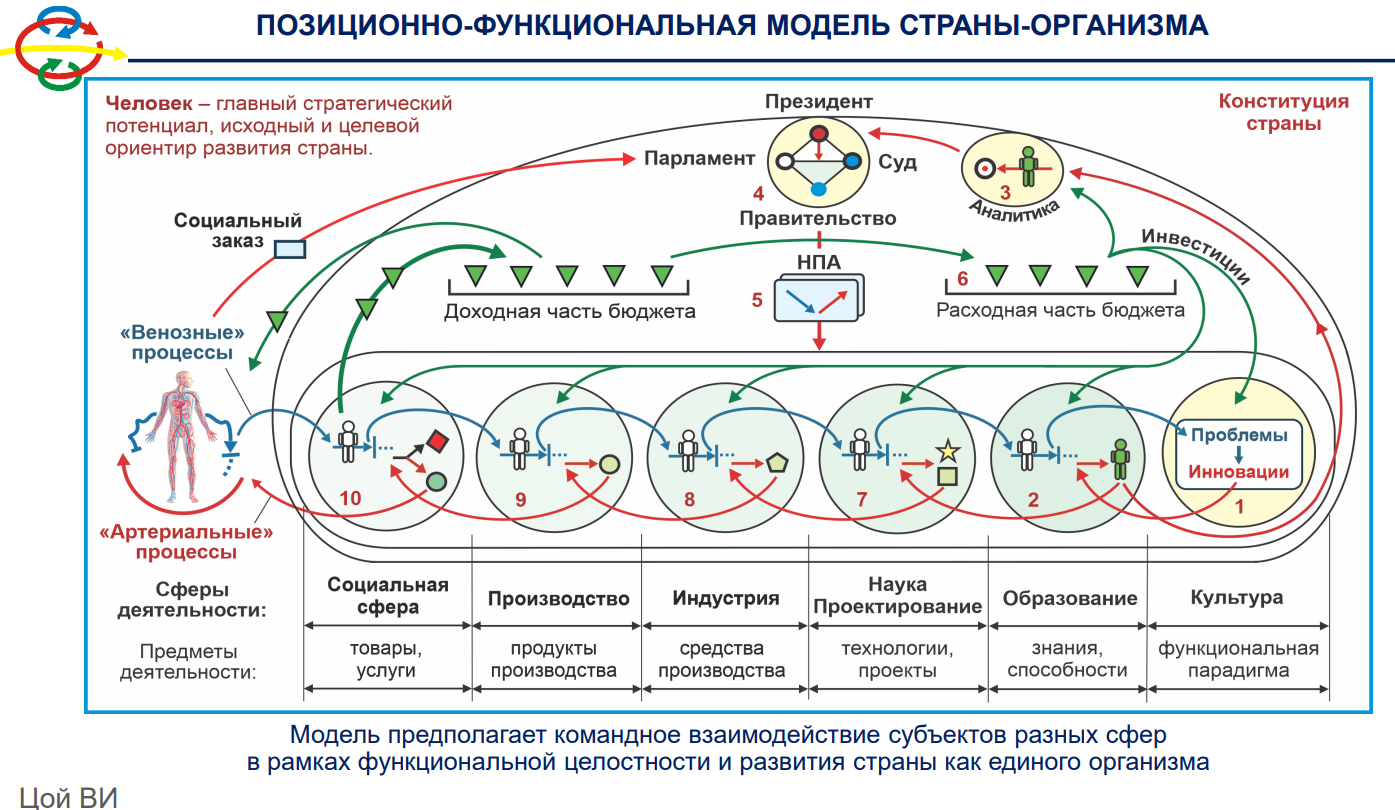 ПОЗИЦИОННО-ФУНКЦИОНАЛЬНАЯ МОДЕЛЬ СТРАНЫ-ОРГАНИЗМА
Человек – главный стратегический
потенциал, исходный и целевой
ориентир развития страны.
Президент
Конституция
страны
Парламент
Суд
4
Правительство
3
Аналитика
Социальный
заказ
НПА
Инвестиции
5
6
Доходная часть бюджета
Расходная часть бюджета
«Венозные»
процессы
«Артериальные»
процессы
10
9
8
7
2
Проблемы
Инновации
1
Сферы
деятельности:
Социальная
сфера
Производство
Индустрия
Наука
Проектирование
Образование
Культура
Предметы
деятельности:
товары,
услуги
продукты
производства
средства
производства
технологии,
проекты
знания,
способности
функциональная
парадигма
Модель предполагает командное взаимодействие субъектов разных сфер
в рамках функциональной целостности и развития страны как единого организма
Цой ВИ